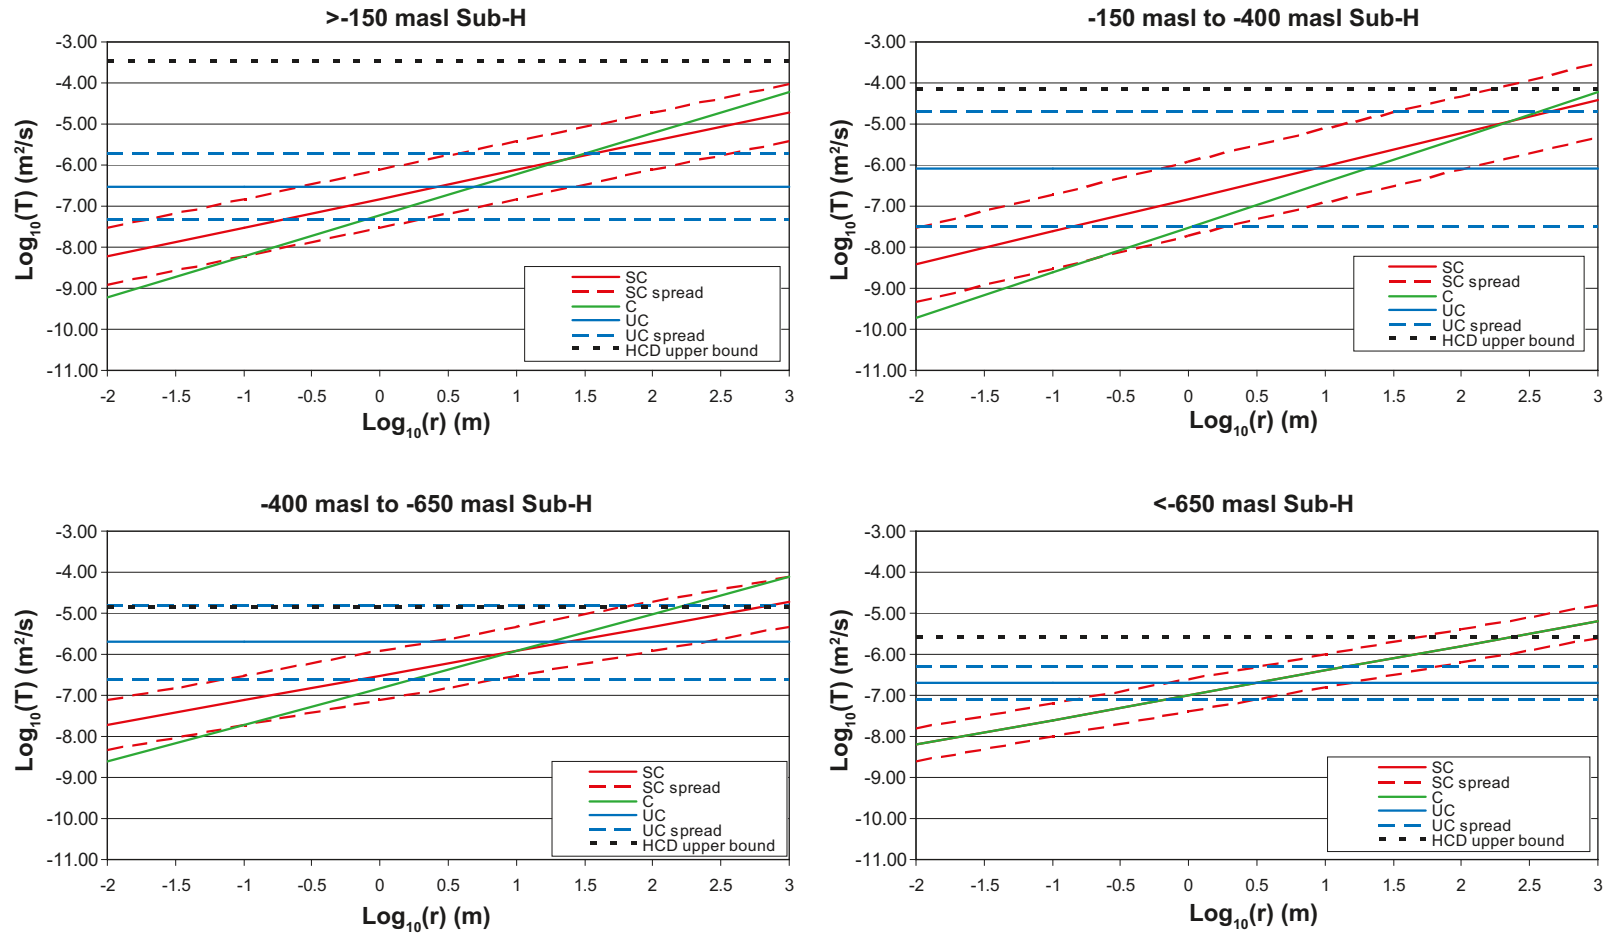 >-150 masl Sub-H
-3.00
-4.00
-5.00
-6.00
-7.00
-8.00
-9.00
-10.00
-11.00
Log10(T) (m2/s)
SC
SC spread
C
UC
UC spread
HCD upper bound
-2 -1.5 -1 -0.5 0 0.5 1 1.5 2 2.5 3
Log10(r) (m)
-150 masl to -400 masl Sub-H
-3.00
-4.00
-5.00
-6.00
-7.00
-8.00
-9.00
-10.00
-11.00
Log10(T) (m2/s)
SC
SC spread
C
UC
UC spread
HCD upper bound
-2 -1.5 -1 -0.5 0 0.5 1 1.5 2 2.5 3
Log10(r) (m)
-400 masl to -650 masl Sub-H
-3.00
-4.00
-5.00
-6.00
-7.00
-8.00
-9.00
-10.00
-11.00
Log10(T) (m2/s)
SC
SC spread
C
UC
UC spread
HCD upper bound
-2 -1.5 -1 -0.5 0 0.5 1 1.5 2 2.5 3
Log10(r) (m)
<-650 masl Sub-H
-3.00
-4.00
-5.00
-6.00
-7.00
-8.00
-9.00
-10.00
-11.00
Log10(T) (m2/s)
SC
SC spread
C
UC
UC spread
HCD upper bound
-2 -1.5 -1 -0.5 0 0.5 1 1.5 2 2.5 3
Log10(r) (m)